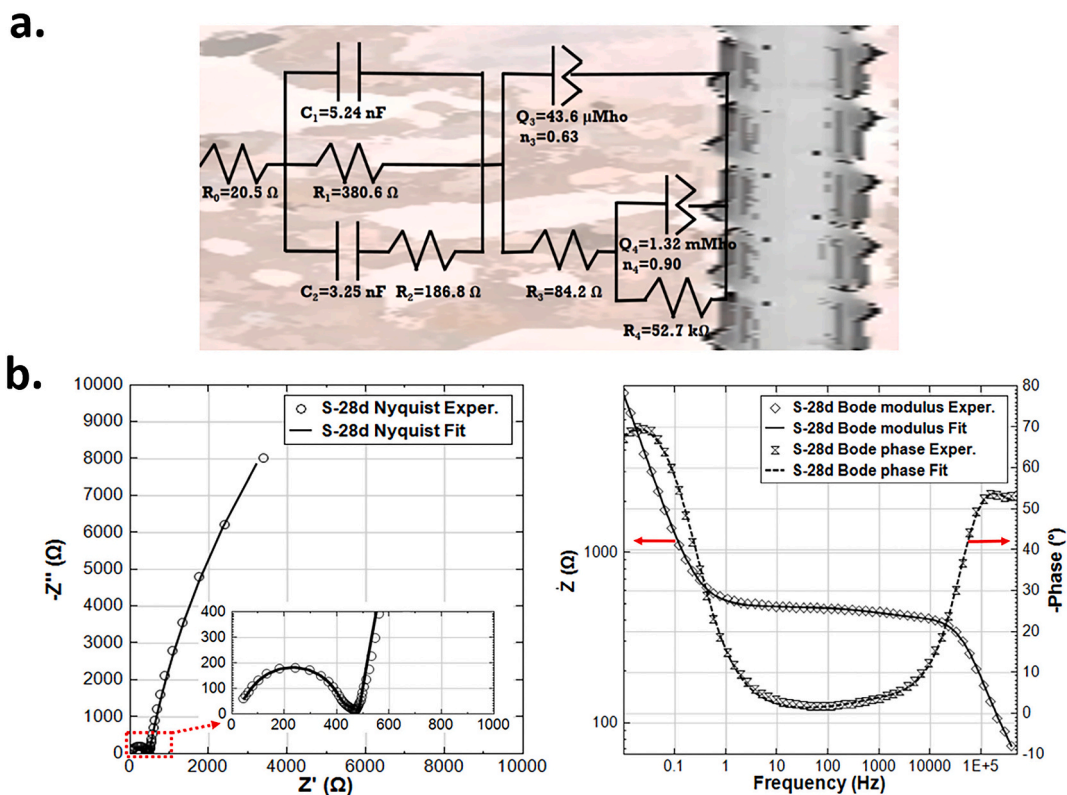 a.
C₁=5.24 nF
Q₃=43.6 μMho
n₃=0.63
R₀=20.5 Ω
R₁=380.6 Ω
Q₄=1.32 mMho
n₄=0.90
C₂=3.25 nF
R₂=186.8 Ω
R₃=84.2 Ω
R₄=52.7 kΩ
b.
10000
9000
8000
7000
6000
5000
4000
3000
2000
1000
0
-Z'' (Ω)
S-28d Nyquist Exper.
S-28d Nyquist Fit
400
300
200
100
0
0 200 400 600 800 1000
0 2000 4000 6000 8000 10000
Z' (Ω)
Ż (Ω)
1000
100
S-28d Bode modulus Exper.
S-28d Bode modulus Fit
S-28d Bode phase Exper.
S-28d Bode phase Fit
80
70
60
50
40
30
20
10
0
-10
-Phase (°)
0.1 1 10 100 1000 10000 1E+5
Frequency (Hz)